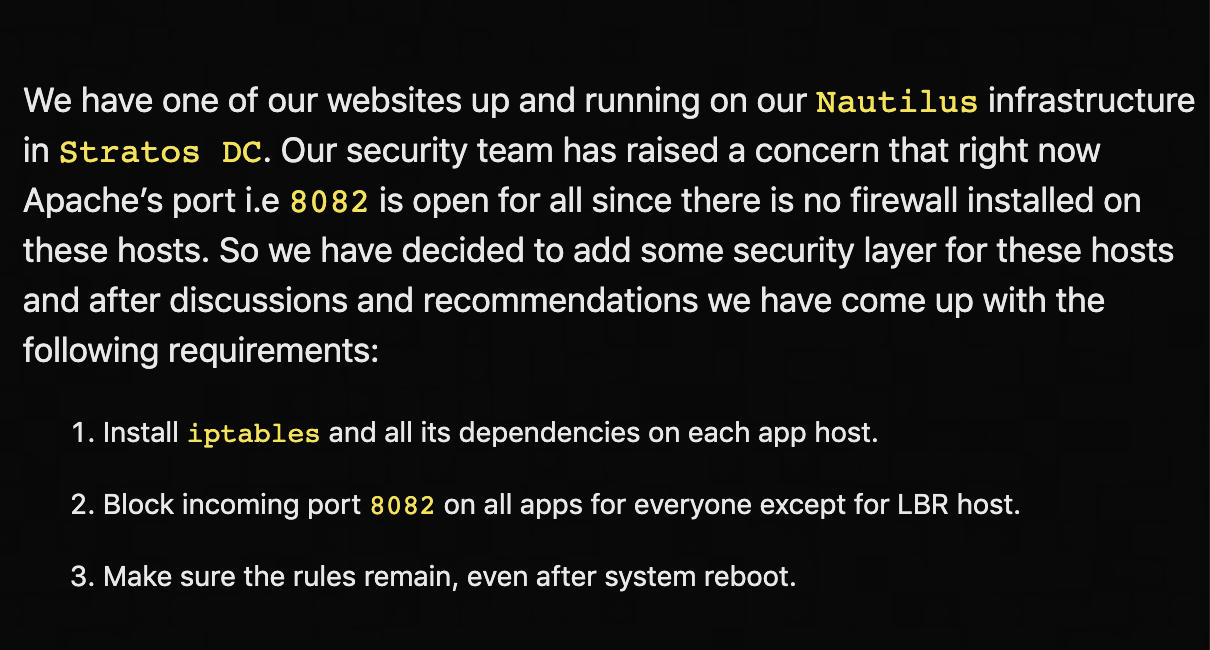 We have one of our websites up and running on our Nautilus infrastructure
in Stratos DC. Our security team has raised a concern that right now
Apache’s port i.e 8082 is open for all since there is no firewall installed on
these hosts. So we have decided to add some security layer for these hosts
and after discussions and recommendations we have come up with the
following requirements:
1. Install iptables and all its dependencies on each app host.
2. Block incoming port 8082 on all apps for everyone except for LBR host.
3. Make sure the rules remain, even after system reboot.